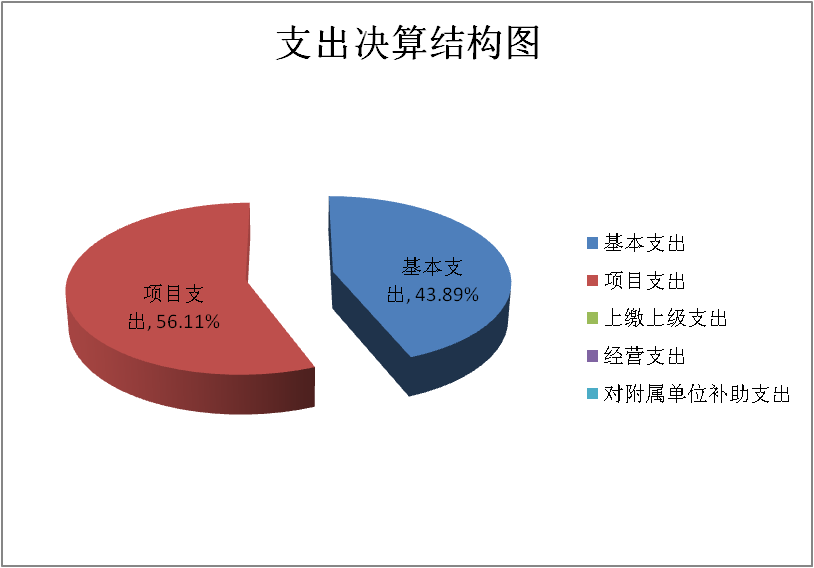 支出决算结构图
基本支
出, 43.89%
项目支
出, 56.11%
基本支出
项目支出
上缴上级支出
经营支出
对附属单位补助支出